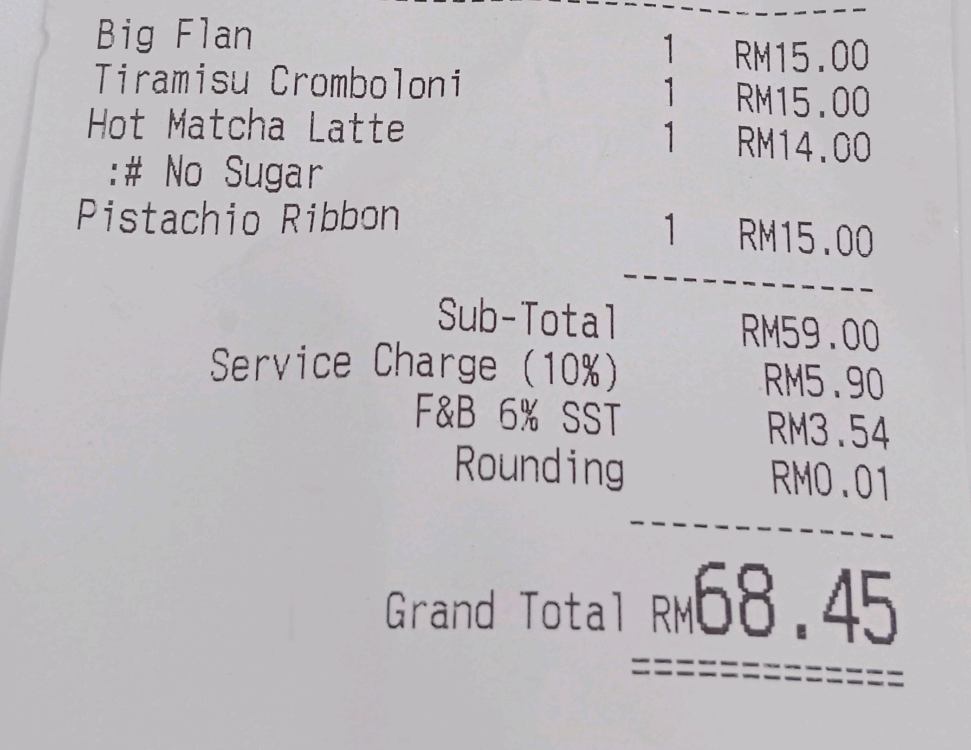 Big Flan 1 RM15.00
Tiramisu Cromboloni 1 RM15.00
Hot Matcha Latte 1 RM14.00
:# No Sugar
Pistachio Ribbon 1 RM15.00
Sub-Total RM59.00
Service Charge (10%) RM5.90
F&B 6% SST RM3.54
Rounding RM0.01
Grand Total RM68.45